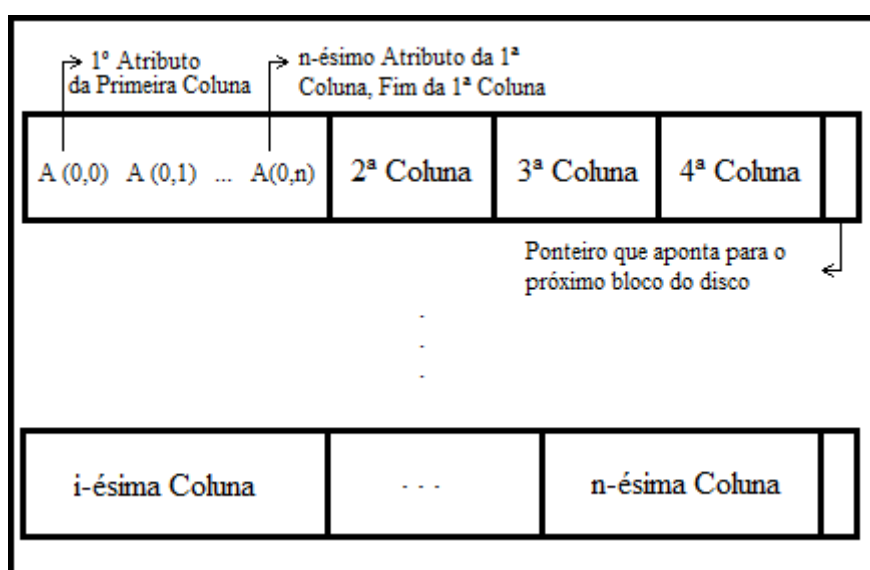 1º Atributo
da Primeira Coluna
n-ésimo Atributo da 1ª
Coluna, Fim da 1ª Coluna
A (0,0) A (0,1) ... A(0,n)
2ª Coluna
3ª Coluna
4ª Coluna
Ponteiro que aponta para o
próximo bloco do disco
.
.
.
i-ésima Coluna
- - -
n-ésima Coluna